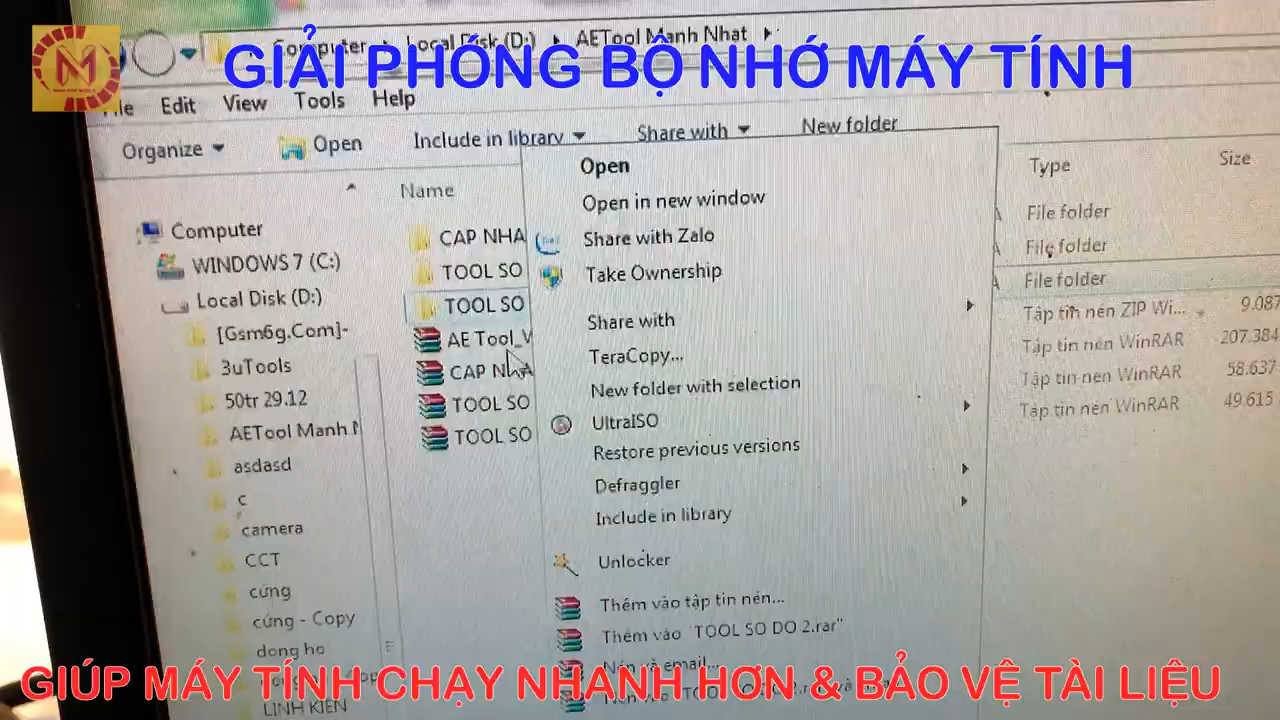 GIẢI PHÓNG BỘ NHỚ MÁY TÍNH
Computer Local Disk (D:) AETool Manh Nhat
Edit View Tools Help
Organize Open Include in library Share with New folder
Name Type Size
Computer
WINDOWS 7 (C:)
Local Disk (D:)
[Gsm6g.Com]-
3uTools
50tr 29.12
AETool Manh
asdasd
c
camera
CCT
cứng
cứng - Copy
dong ho
LINH KIEN
CAP NHA
TOOL SO
TOOL SO
AE Tool_V
CAP NHA
TOOL SO
TOOL SO
Open
Open in new window
Share with Zalo
Take Ownership
Share with
TeraCopy...
New folder with selection
UltraISO
Restore previous versions
Defraggler
Include in library
Unlocker
Thêm vào tập tin nén...
Thêm vào "TOOL SO DO 2.rar"
Nén và email...
File folder
File folder
File folder
Tập tin nén ZIP Wi... 9.087
Tập tin nén WinRAR 207.384
Tập tin nén WinRAR 58.637
Tập tin nén WinRAR 49.615
GIÚP MÁY TÍNH CHẠY NHANH HƠN & BẢO VỆ TÀI LIỆU